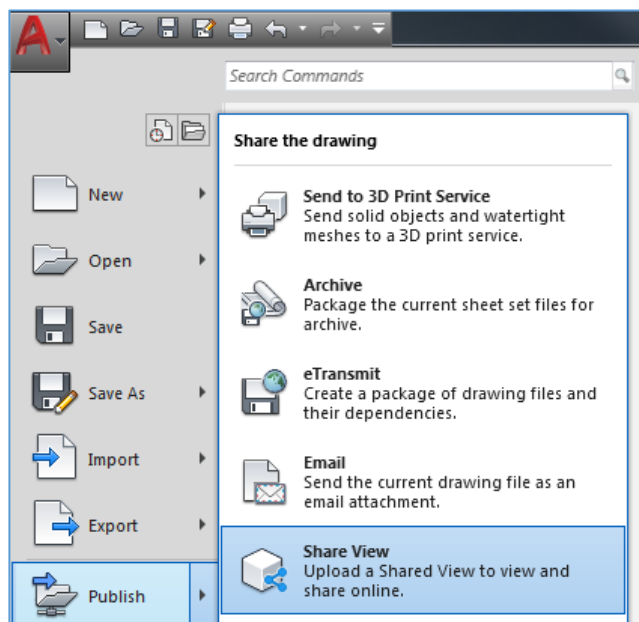 Search Commands
Share the drawing
New
Open
Save
Save As
Import
Export
Publish
Send to 3D Print Service
Send solid objects and watertight
meshes to a 3D print service.
Archive
Package the current sheet set files for
archive.
eTransmit
Create a package of drawing files and
their dependencies.
Email
Send the current drawing file as an
email attachment.
Share View
Upload a Shared View to view and
share online.